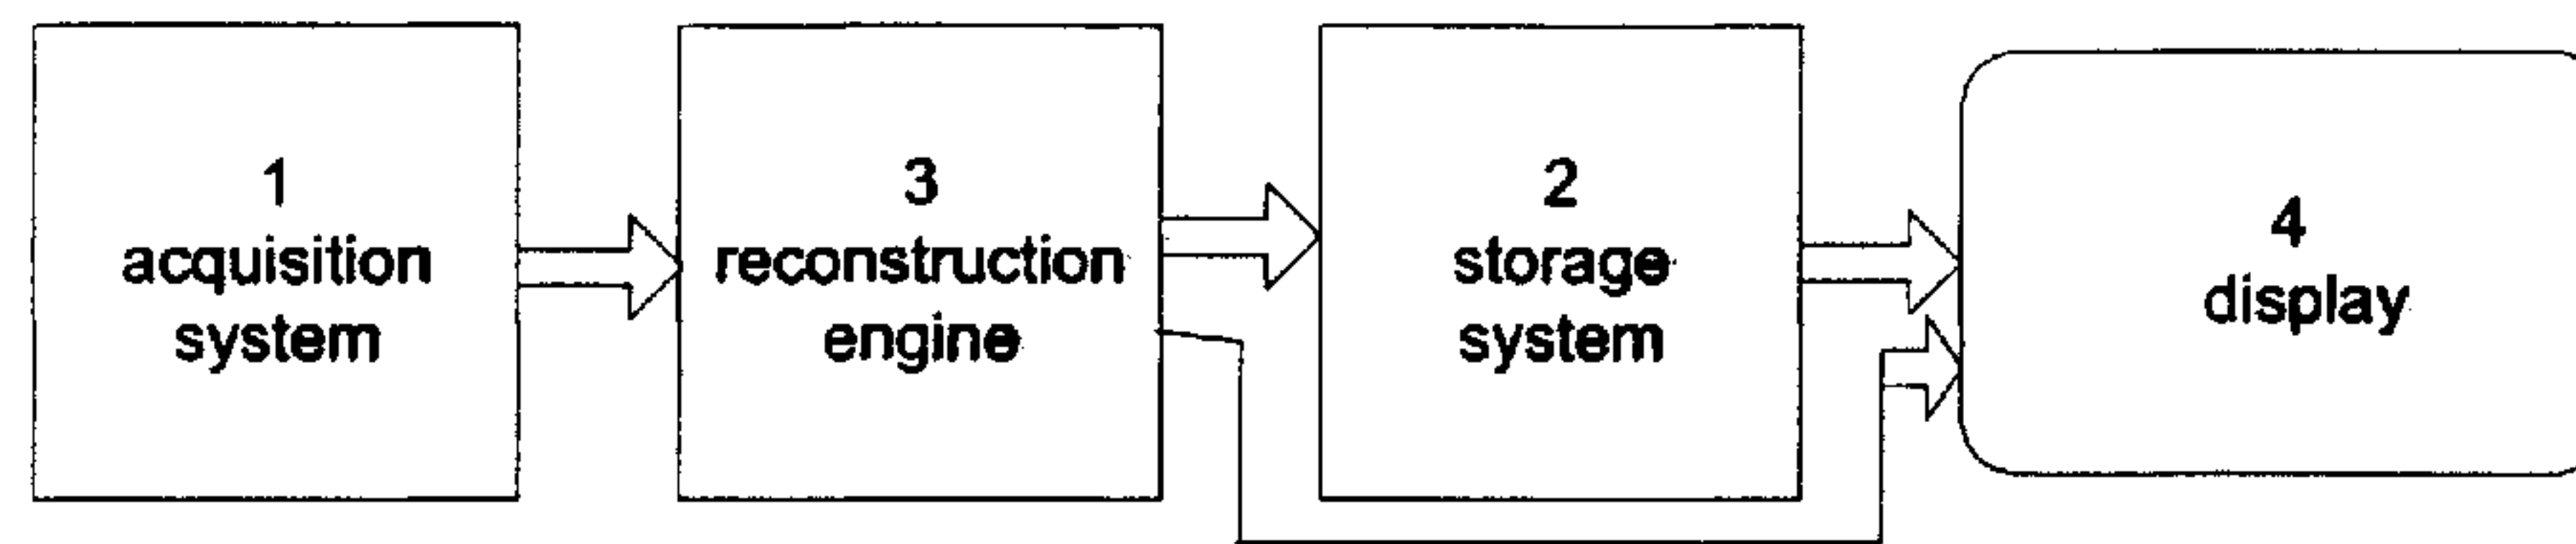 1
acquisition
system
3
reconstruction
engine
2
storage
system
4
display